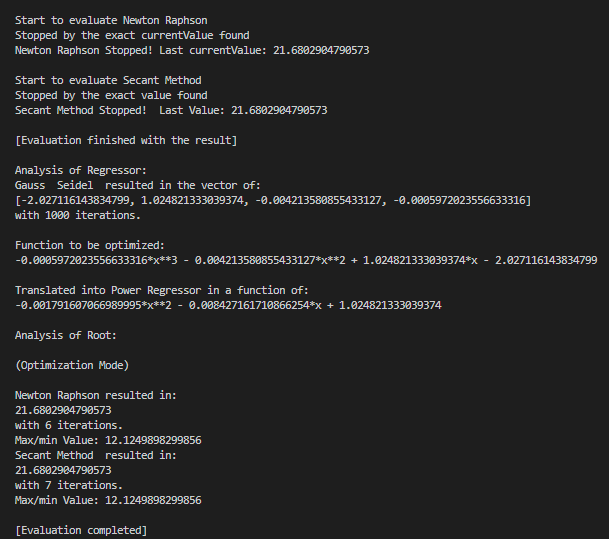 Start to evaluate Newton Raphson
Stopped by the exact currentValue found
Newton Raphson Stopped! Last currentValue: 21.6802904790573
Start to evaluate Secant Method
Stopped by the exact value found
Secant Method Stopped!  Last Value: 21.6802904790573
[Evaluation finished with the result]
Analysis of Regressor:
Gauss  Seidel  resulted in the vector of:
[-2.027116143834799, 1.024821333039374, -0.004213580855433127, -0.0005972023556633316]
with 1000 iterations.
Function to be optimized:
-0.0005972023556633316*x**3 - 0.004213580855433127*x**2 + 1.024821333039374*x - 2.027116143834799
Translated into Power Regressor in a function of:
-0.001791607066989995*x**2 - 0.008427161710866254*x + 1.024821333039374
Analysis of Root:
(Optimization Mode)
Newton Raphson resulted in:
21.6802904790573
with 6 iterations.
Max/min Value: 12.1249898299856
Secant Method  resulted in:
21.6802904790573
with 7 iterations.
Max/min Value: 12.1249898299856
[Evaluation completed]